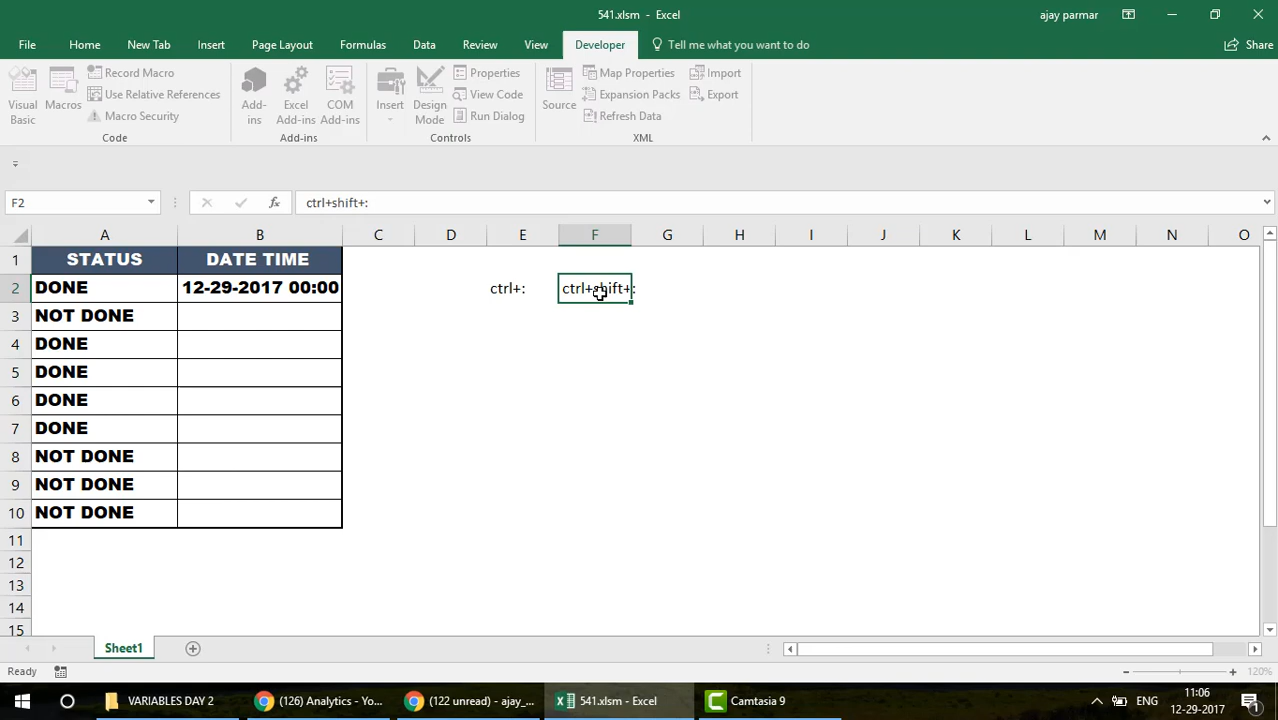 541.xlsm - Excel
ajay parmar
File Home New Tab Insert Page Layout Formulas Data Review View Developer Tell me what you want to do Share
Visual Basic
Macros
Record Macro
Use Relative References
Macro Security
Code
Add-ins
Excel Add-ins
COM Add-ins
Add-ins
Insert
Design Mode
Properties
View Code
Run Dialog
Controls
Source
Map Properties
Expansion Packs
Refresh Data
Import
Export
XML
F2 fx ctrl+shift+:
A B C D E F G H I J K L M N O
1 STATUS DATE TIME
2 DONE 12-29-2017 00:00 ctrl+: ctrl+shift+:
3 NOT DONE
4 DONE
5 DONE
6 DONE
7 DONE
8 NOT DONE
9 NOT DONE
10 NOT DONE
11
12
13
14
15
Sheet1
Ready 120%
VARIABLES DAY 2 (126) Analytics - Yo... (122 unread) - ajay_... 541.xlsm - Excel Camtasia 9 ENG 11:06
12-29-2017 1